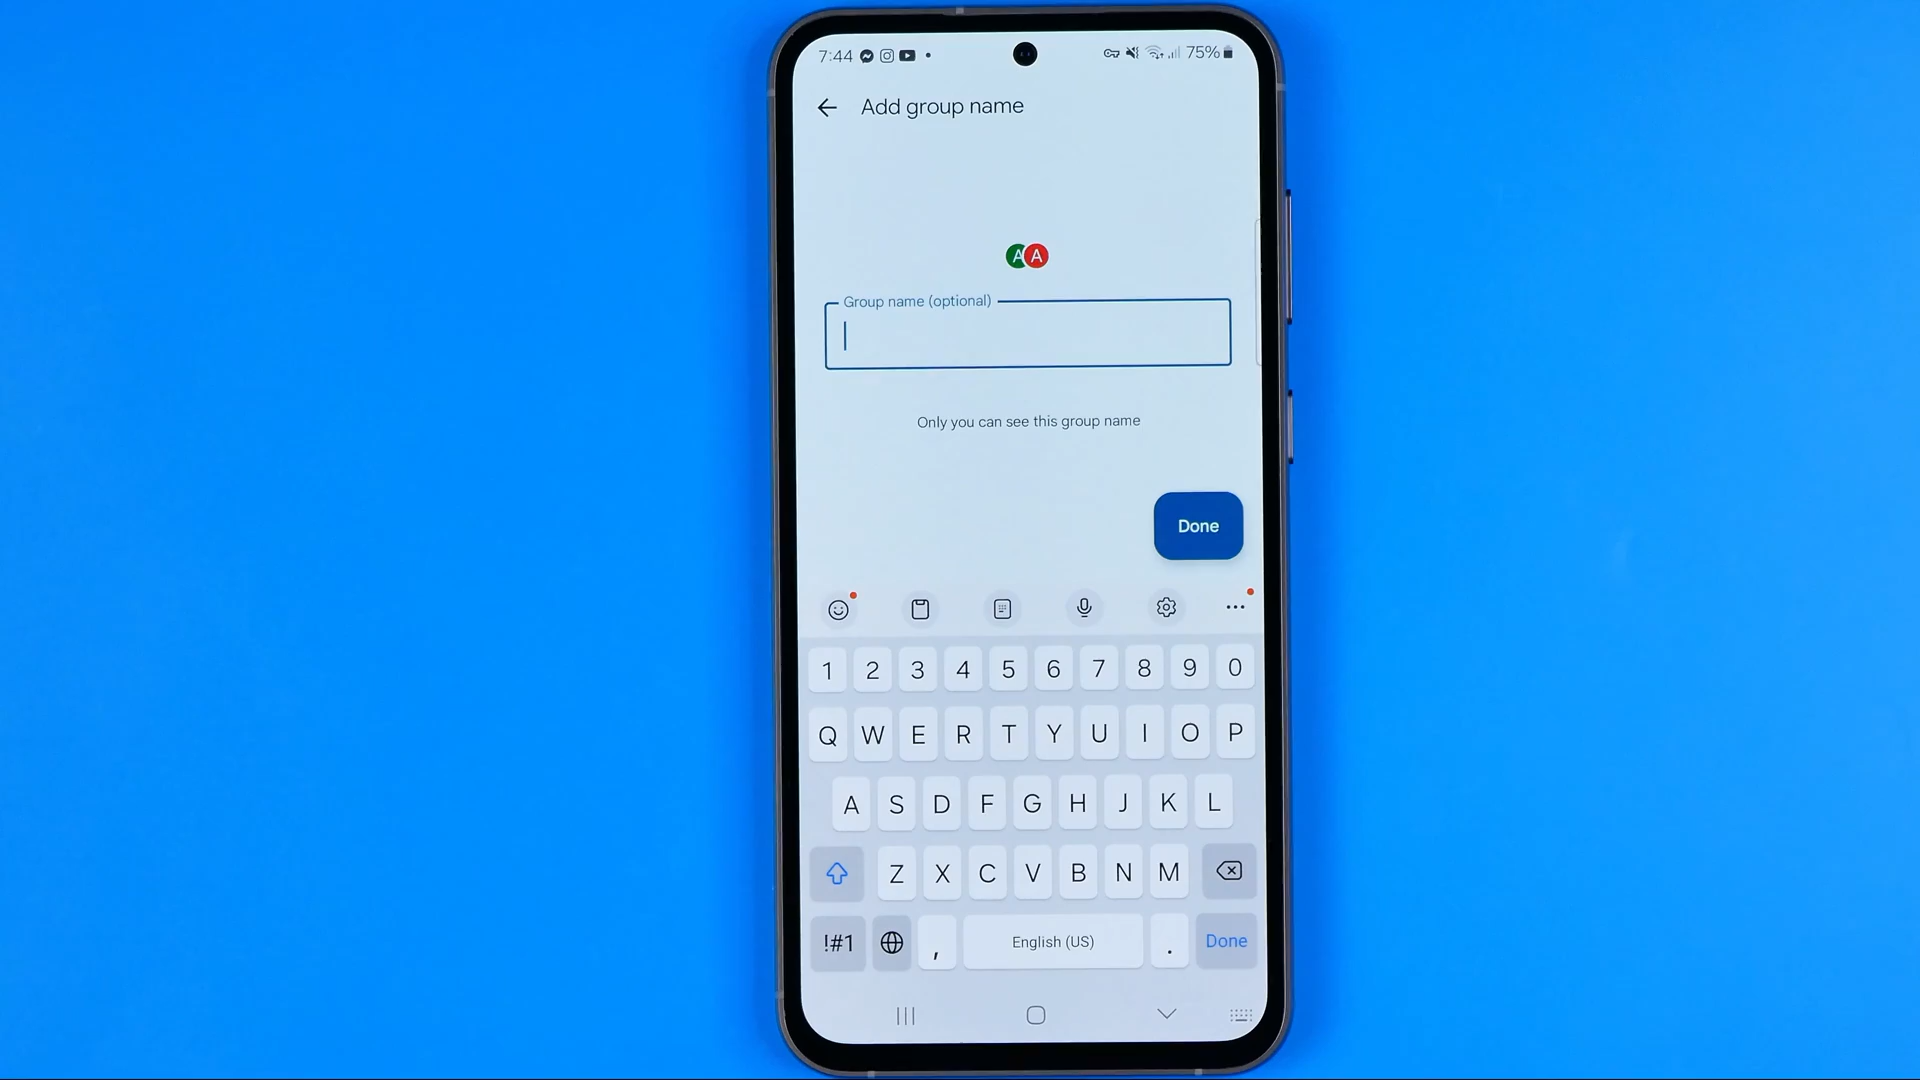 7:44
75%
Add group name
A A
Group name (optional)
Only you can see this group name
Done
1 2 3 4 5 6 7 8 9 0
Q W E R T Y U I O P
A S D F G H J K L
Z X C V B N M
!#1 , English (US) . Done